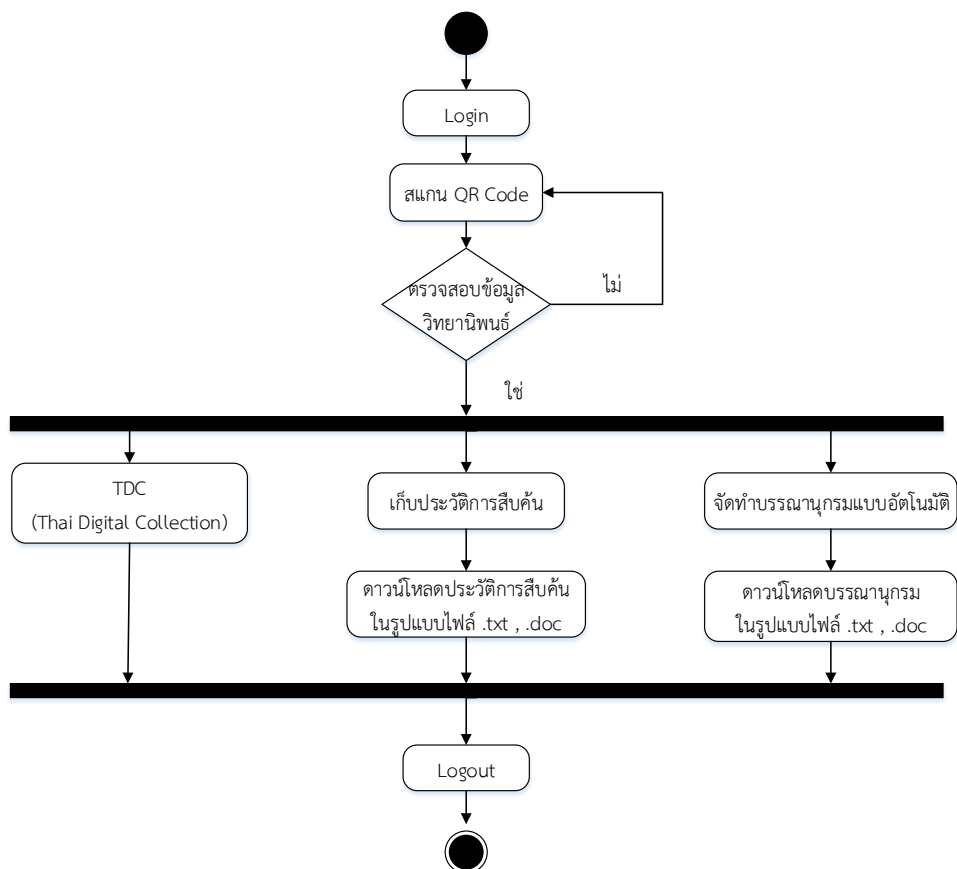 Login
สแกน QR Code
ตรวจสอบข้อมูล
วิทยานิพนธ์
ไม่
ใช่
TDC
(Thai Digital Collection)
เก็บประวัติการสืบค้น
จัดทำบรรณานุกรมแบบอัตโนมัติ
ดาวน์โหลดประวัติการสืบค้น
ในรูปแบบไฟล์ .txt , .doc
ดาวน์โหลดบรรณานุกรม
ในรูปแบบไฟล์ .txt , .doc
Logout